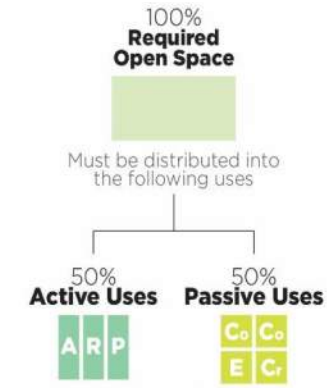 100%
Required
Open Space
Must be distributed into
the following uses
50%
Active Uses
A R P
50%
Passive Uses
Co Co
E Cr